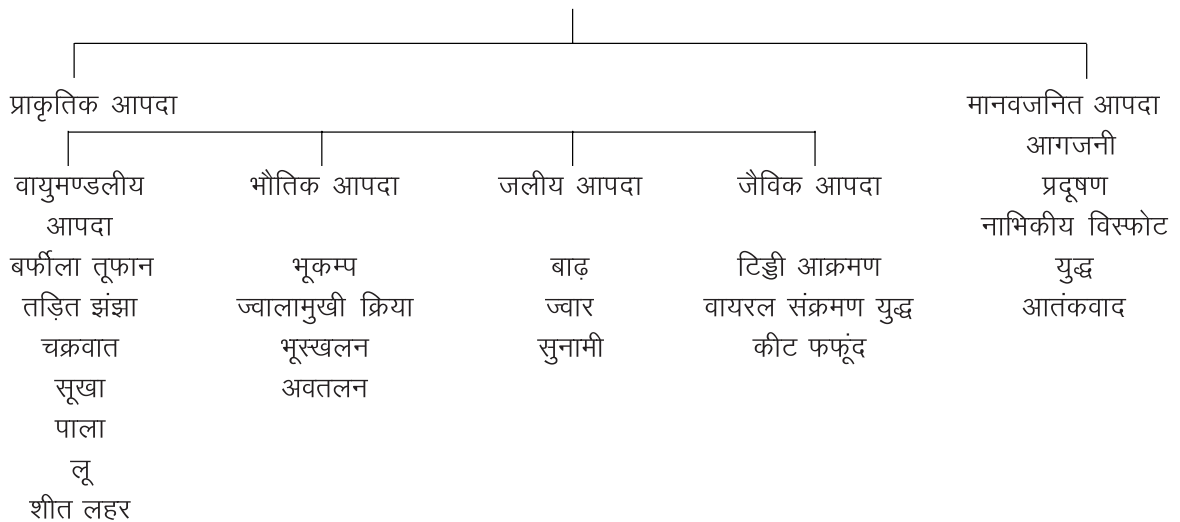 प्राकृतिक आपदा
मानवजनित आपदा
आगजनी
प्रदूषण
नाभिकीय विस्फोट
युद्ध
आतंकवाद
वायुमण्डलीय
आपदा
बर्फीला तूफान
तड़ित झंझा
चक्रवात
सूखा
पाला
लू
शीत लहर
भौतिक आपदा
भूकम्प
ज्वालामुखी क्रिया
भूस्खलन
अवतलन
जलीय आपदा
बाढ़
ज्वार
सुनामी
जैविक आपदा
टिड्डी आक्रमण
वायरल संक्रमण युद्ध
कीट फफूंद